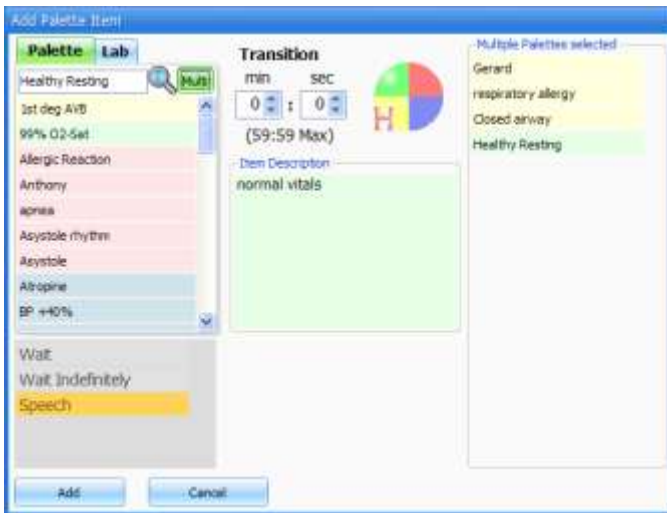 Add Palette Item
Palette Lab
Healthy Resting Multi
1st deg AVB
99% O2-Sat
Allergic Reaction
Anthony
apnea
Asystole rhythm
Asystole
Atropine
BP +40%
Wait
Wait Indefinitely
Speech
Add Cancel
Transition
min sec
0 : 0
(59:59 Max)
H
Item Description
normal vitals
Multiple Palettes selected
Gerard
respiratory allergy
Closed airway
Healthy Resting